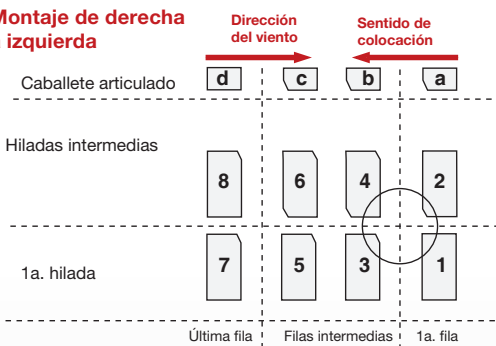 Montaje de derecha
izquierda
Dirección
del viento
Sentido de
colocación
Caballete articulado
d c b a
Hiladas intermedias
8 6 4 2
1a. hilada
7 5 3 1
Última fila Filas intermedias 1a. fila